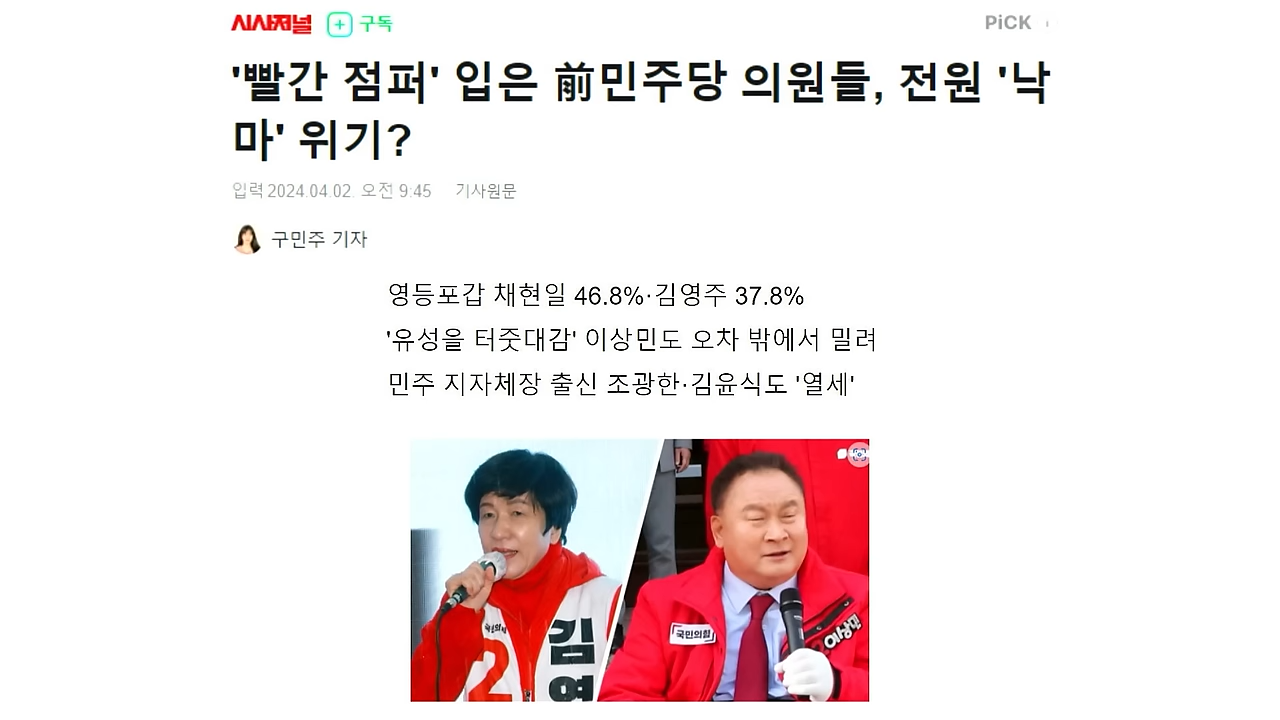 시사저널 구독 PiCK
'빨간 점퍼' 입은 前민주당 의원들, 전원 '낙
마' 위기?
입력 2024.04.02. 오전 9:45 기사원문
구민주 기자
영등포갑 채현일 46.8%·김영주 37.8%
'유성을 터줏대감' 이상민도 오차 밖에서 밀려
민주 지자체장 출신 조광한·김윤식도 '열세'
2 김영
국민의힘
이상민